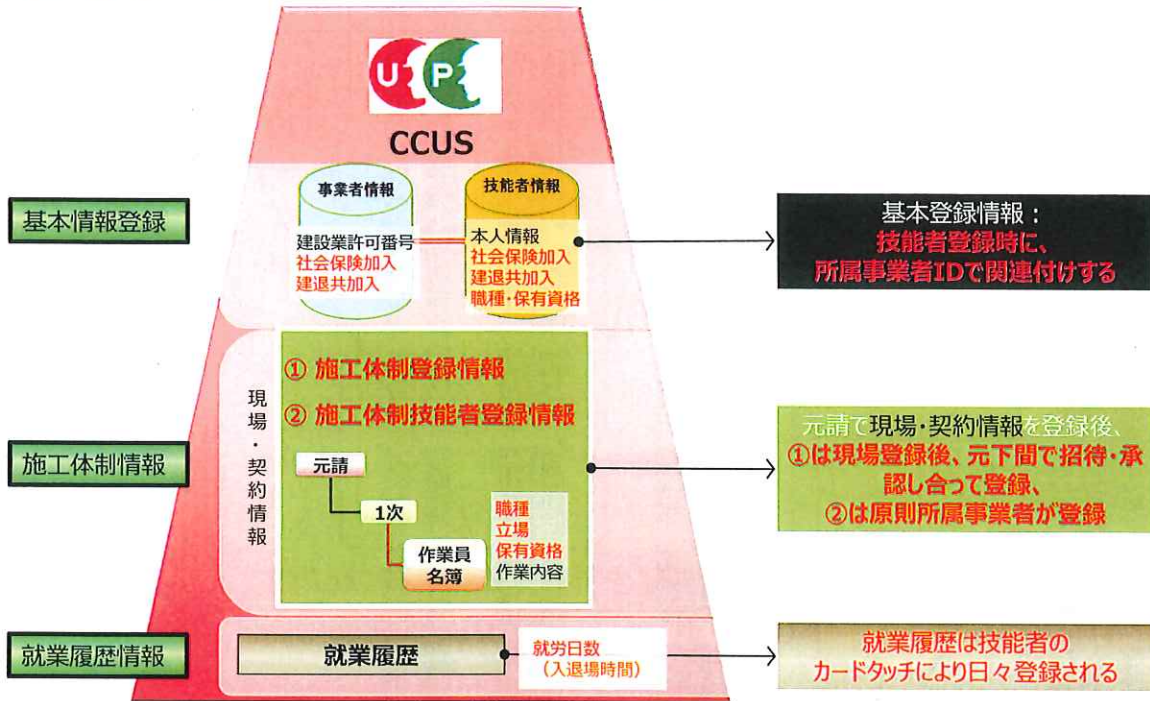 UP
CCUS
基本情報登録
事業者情報
建設業許可番号
社会保険加入
建退共加入
技能者情報
本人情報
社会保険加入
建退共加入
職種・保有資格
基本登録情報：
技能者登録時に、
所属事業者IDで関連付けする
施工体制情報
現場・契約情報
① 施工体制登録情報
② 施工体制技能者登録情報
元請
1次
作業員
名簿
職種
立場
保有資格
作業内容
元請で現場・契約情報を登録後、
①は現場登録後、元下間で招待・承
認し合って登録、
②は原則所属事業者が登録
就業履歴情報
就業履歴
就労日数
（入退場時間）
就業履歴は技能者の
カードタッチにより日々登録される